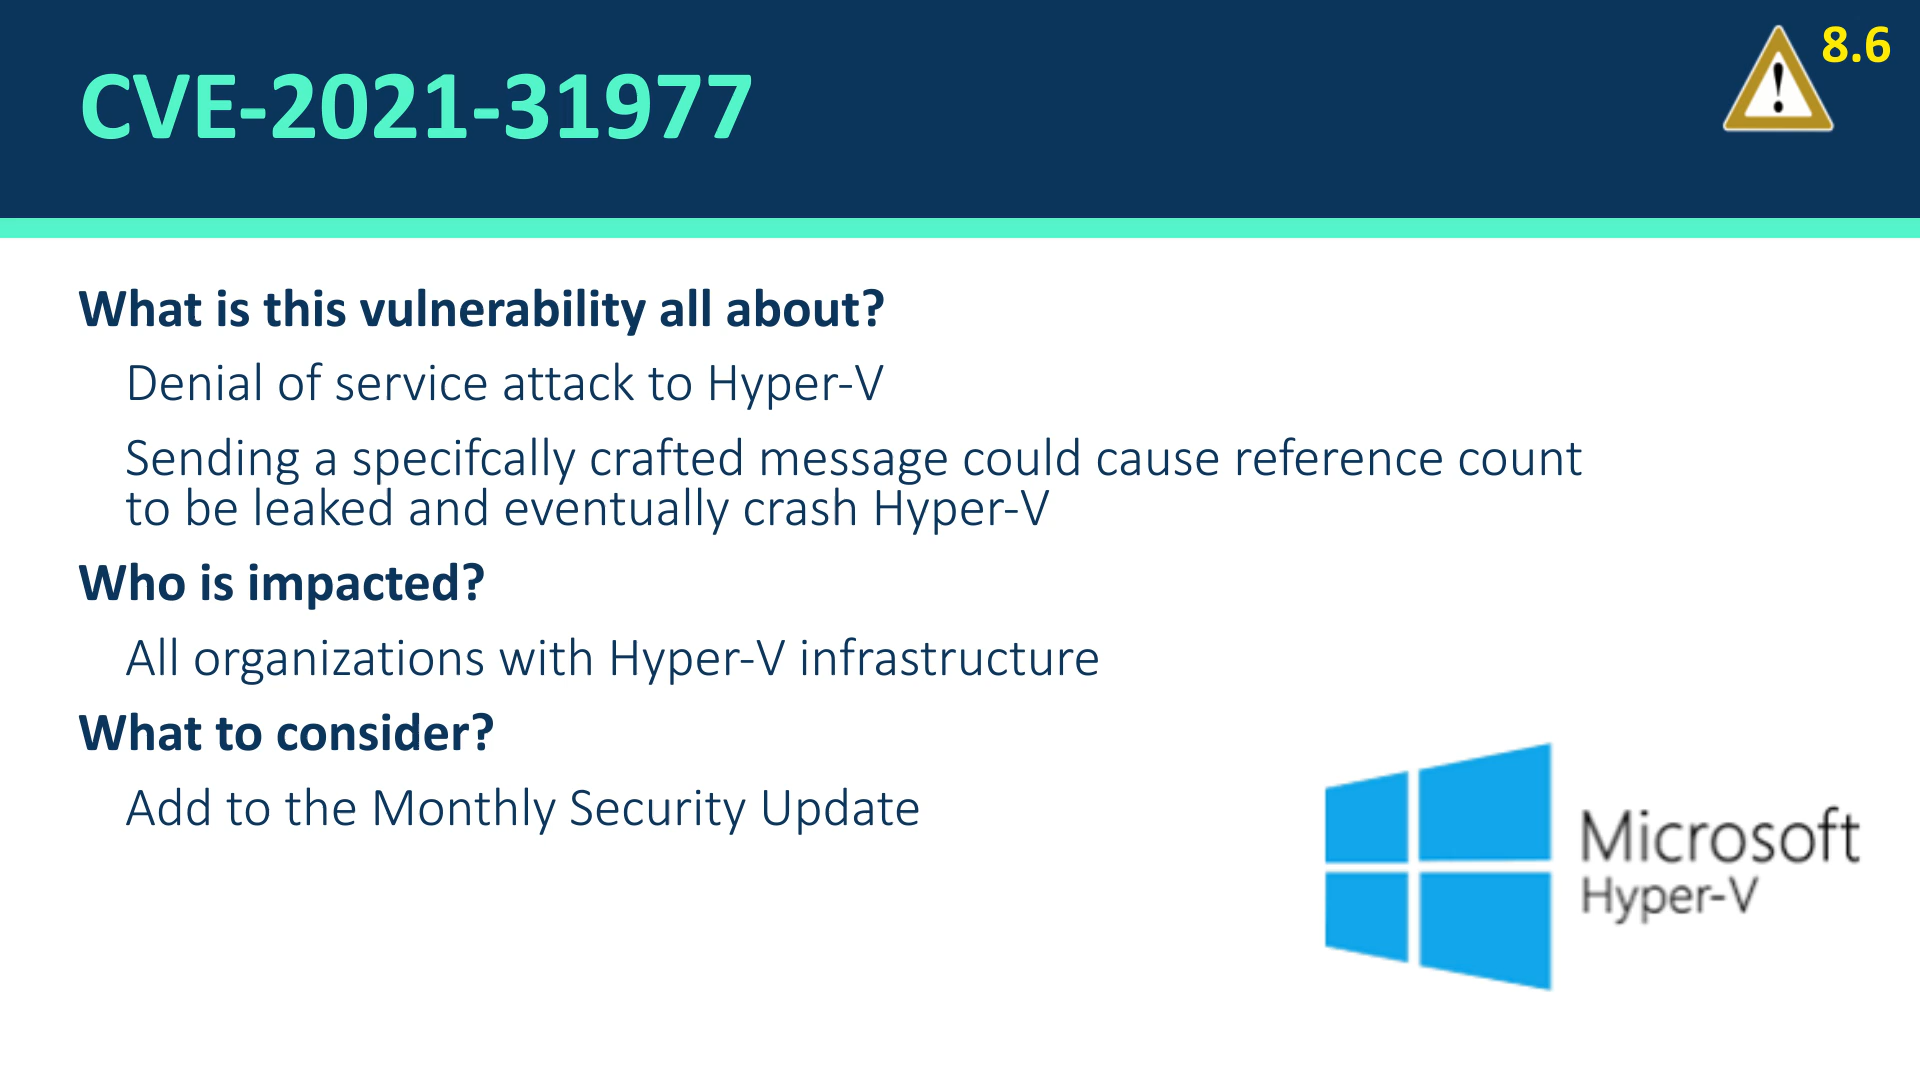 CVE-2021-31977
8.6
What is this vulnerability all about?
Denial of service attack to Hyper-V
Sending a specifcally crafted message could cause reference count
to be leaked and eventually crash Hyper-V
Who is impacted?
All organizations with Hyper-V infrastructure
What to consider?
Add to the Monthly Security Update
Microsoft
Hyper-V